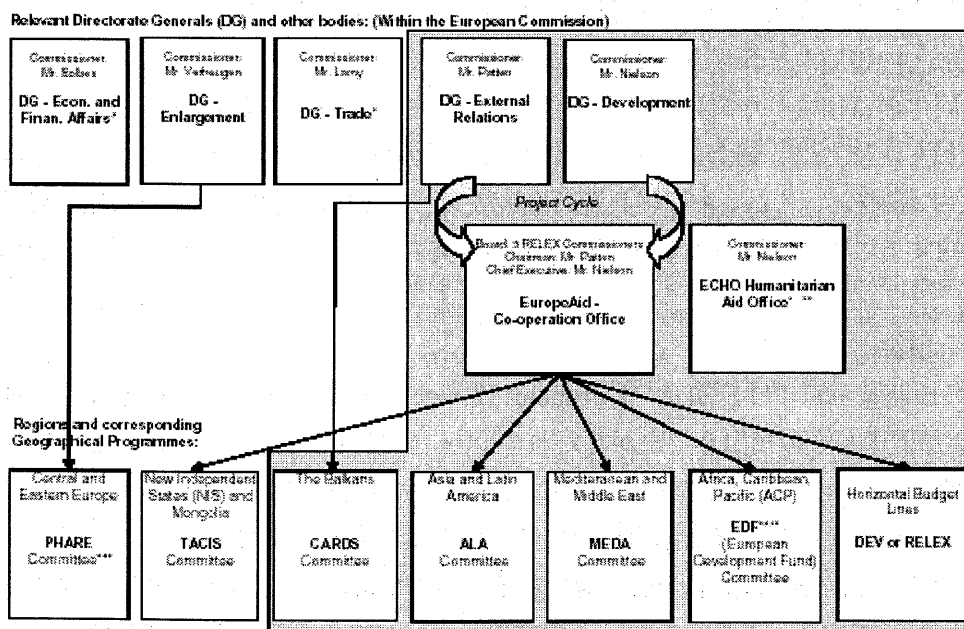 Relevant Directorate Generals (DG) and other bodies: (Within the European Commission)
Commissioner:
Mr.
DG - Econ. and
Finan. Affairs*
Commissioner:
Mr. Verheugen
DG -
Enlargement
Commissioner:
Mr. Lamy
DG - Trade*
Commissioner:
Mr. Patten
DG - External
Relations
Commissioner:
Mr. Nielson
DG - Development
Project Cycle
Board: 3 RELEX Commissioners
Chairman: Mr. Patten
Chief Executive: Mr. Nielson
EuropeAid -
Co-operation Office
Commissioner:
Mr. Nielson
ECHO Humanitarian
Aid Office* **
Regions and corresponding
Geographical Programmes:
Central and
Eastern Europe
PHARE
Committee***
New Independent
States (NIS) and
Mongolia
TACIS
Committee
The Balkans
CARDS
Committee
Asia and Latin
America
ALA
Committee
Mediteranean and
Middle East
MEDA
Committee
Africa, Caribbean,
Pacific (ACP)
EDF****
(European
Development Fund)
Committee
Horizontal Budget
Lines
DEV or RELEX